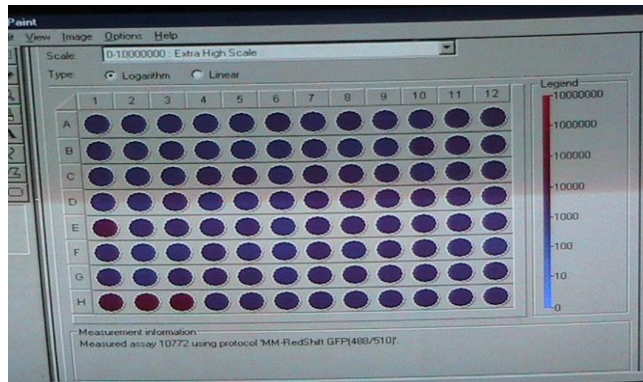 Paint
View Image Options Help
Scale: 0-10000000 : Extra High Scale
Type: Logarithm Linear
Legend
1 2 3 4 5 6 7 8 9 10 11 12
A
B
C
D
E
F
G
H
10000000
1000000
100000
10000
1000
100
10
0
Measurement information
Measured assay 10772 using protocol 'MM-RedShift GFP(488/510)'.